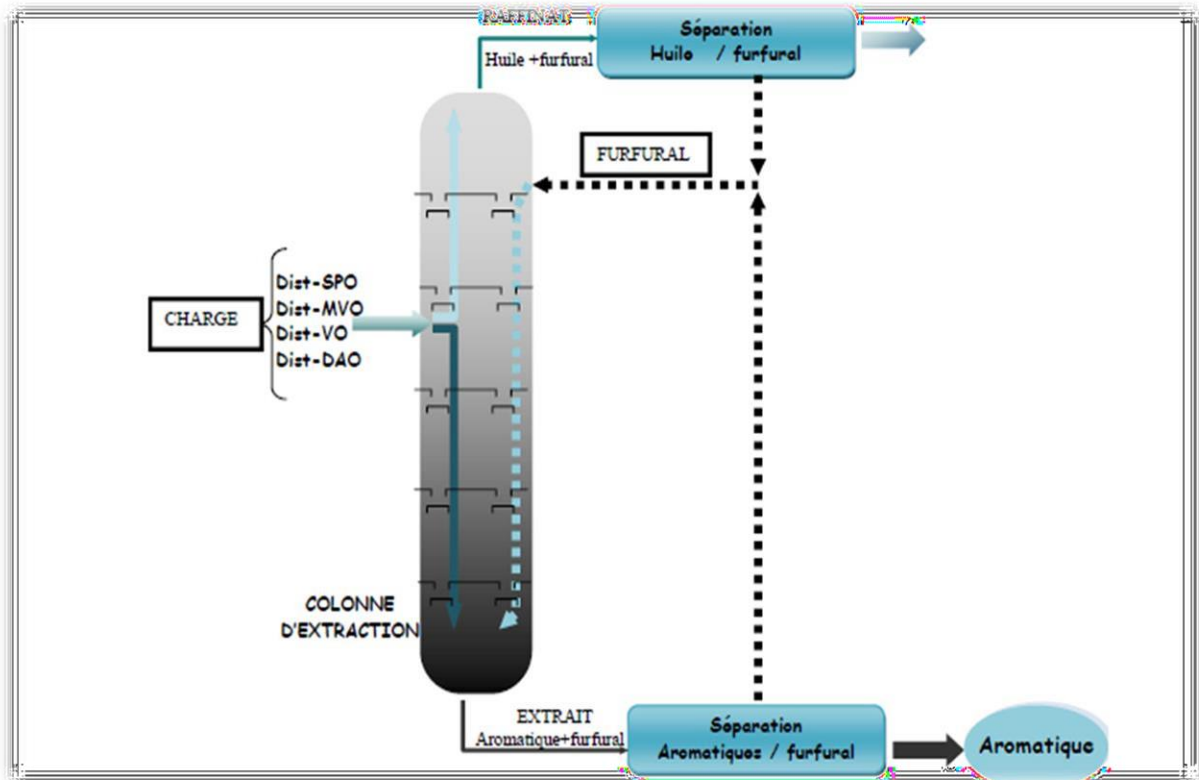 RAFFINAT
Séparation
Huile / furfural
Huile +furfural
FURFURAL
CHARGE
Dist-SPO
Dist-MVO
Dist-VO
Dist-DAO
COLONNE
D'EXTRACTION
EXTRAIT
Aromatique+furfural
Séparation
Aromatiques / furfural
Aromatique